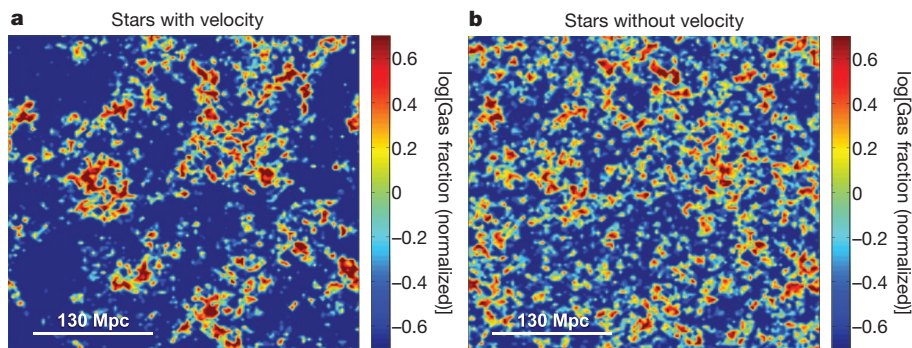 a
Stars with velocity
0.6
0.4
0.2
0
−0.2
−0.4
−0.6
log[Gas fraction (normalized)]
130 Mpc
b
Stars without velocity
0.6
0.4
0.2
0
−0.2
−0.4
−0.6
log[Gas fraction (normalized)]
130 Mpc